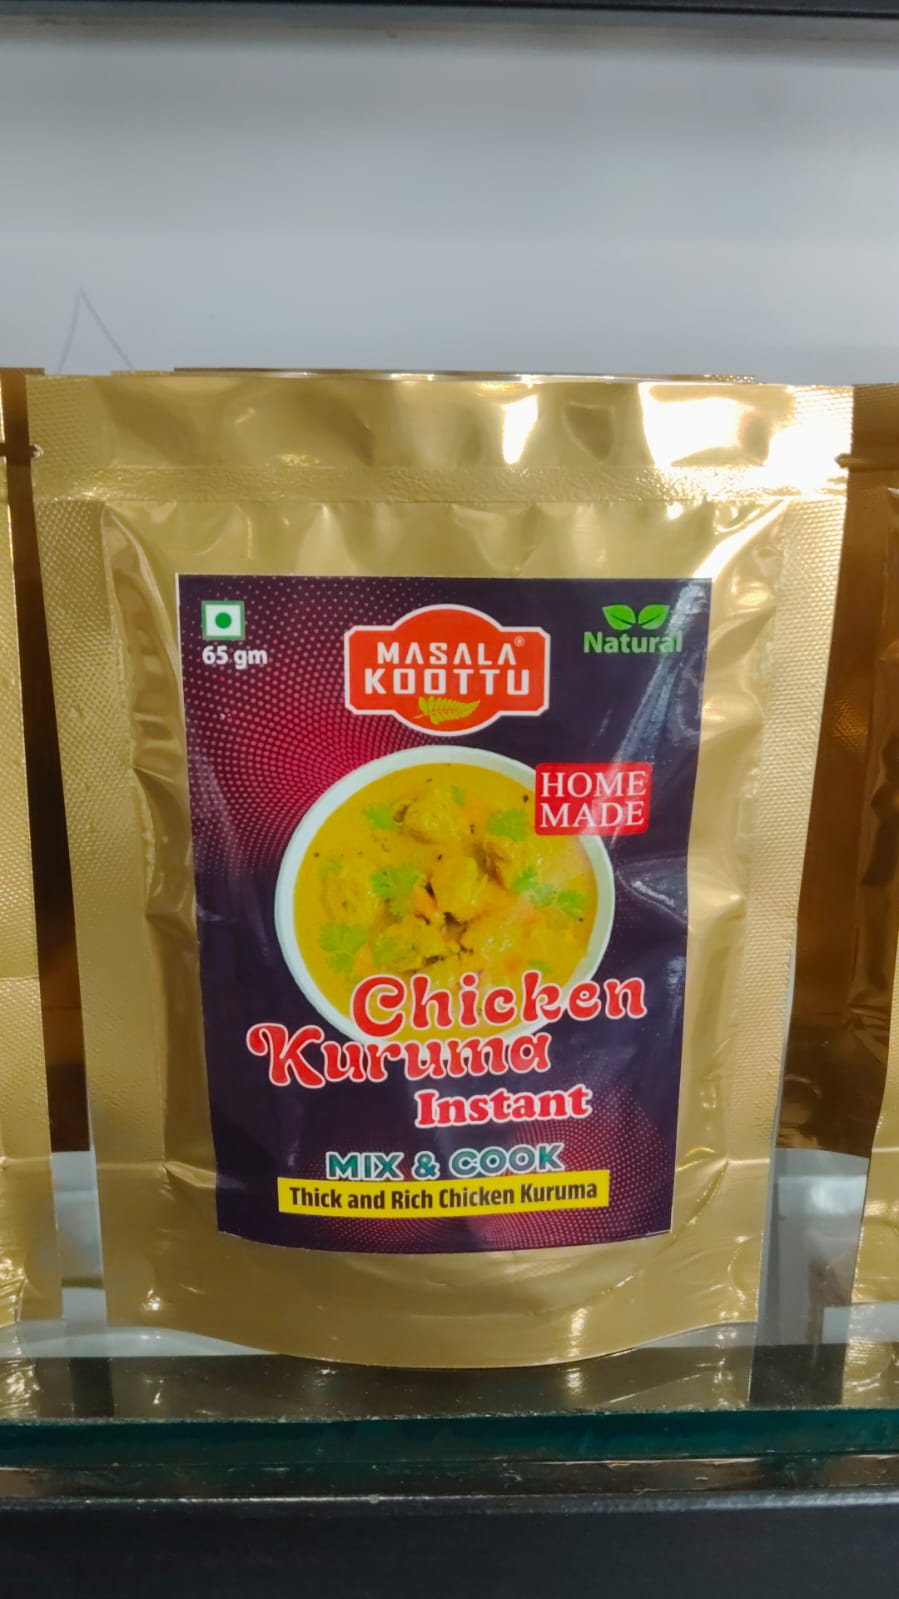 65 gm
MASALA®
KOOTTU
Natural
HOME
MADE
Chicken
Kuruma
Instant
MIX & COOK
Thick and Rich Chicken Kuruma